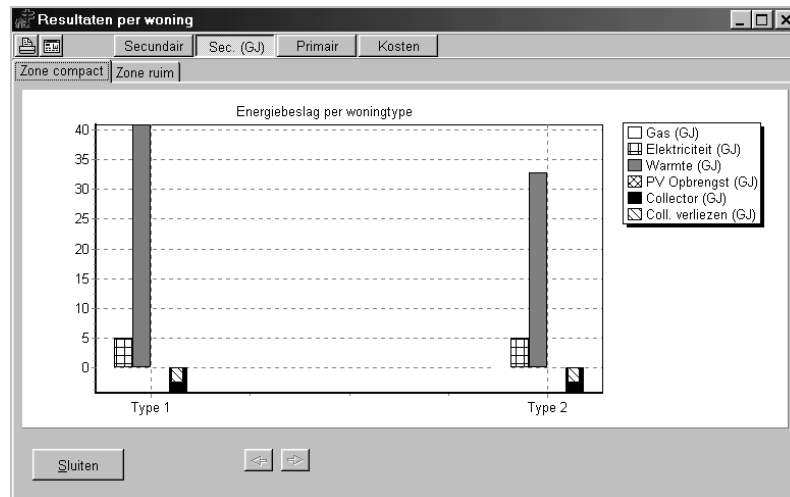 Resultaten per woning
Secundair Sec. (GJ) Primair Kosten
Zone compact Zone ruim
Energiebeslag per woningtype
40
35
30
25
20
15
10
5
0
Type 1 Type 2
Gas (GJ)
Elektriciteit (GJ)
Warmte (GJ)
PV Opbrengst (GJ)
Collector (GJ)
Coll. verliezen (GJ)
Sluiten